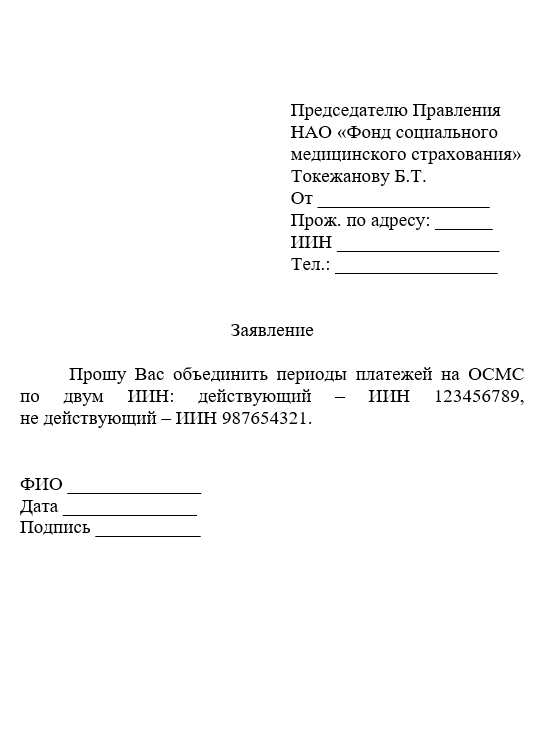 Председателю Правления
НАО «Фонд социального
медицинского страхования»
Токежанову Б.Т.
От __________________
Прож. по адресу: ______
ИИН _________________
Тел.: _________________
Заявление
Прошу Вас объединить периоды платежей на ОСМС
по двум ИИН: действующий – ИИН 123456789,
не действующий – ИИН 987654321.
ФИО ______________
Дата ______________
Подпись ___________